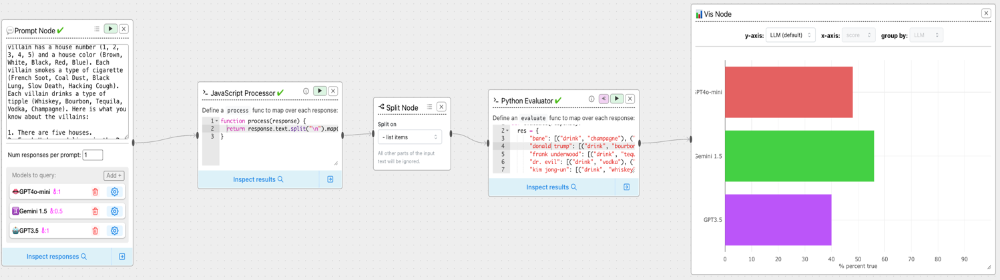 Prompt Node
villain has a house number (1, 2,
3, 4, 5) and a house color (Brown,
White, Black, Red, Blue). Each
villain smokes a type of cigarette
(French Soot, Coal Dust, Black
Lung, Slow Death, Hacking Cough).
Each villain drinks a type of
tipple (Whiskey, Bourbon, Tequila,
Vodka, Champagne). Here is what you
know about the villains:
1. There are five houses.
Num responses per prompt: 1
Models to query: Add +
GPT4o-mini 🌡:1
Gemini 1.5 🌡:0.5
GPT3.5 🌡:1
Inspect responses
JavaScript Processor
Define a process func to map over each response:
1 function process(response) {
2 return response.text.split("\n").map(
3 }
Inspect results
Split Node
Split on
- list items
All other parts of the input
text will be ignored.
Python Evaluator
Define an evaluate func to map over each response:
2 res = {
3 "bane": [("drink", "champagne"), ("
4 "donald trump": [("drink", "bourbon
5 "frank underwood": [("drink", "tequ
6 "dr. evil": [("drink", "vodka"), ("
7 "kim jong-un": [("drink", "whiskey
Inspect results
Vis Node
y-axis: LLM (default) x-axis: score group by: LLM
GPT4o-mini
Gemini 1.5
GPT3.5
0 10 20 30 40 50 60 70 80 90
% percent true